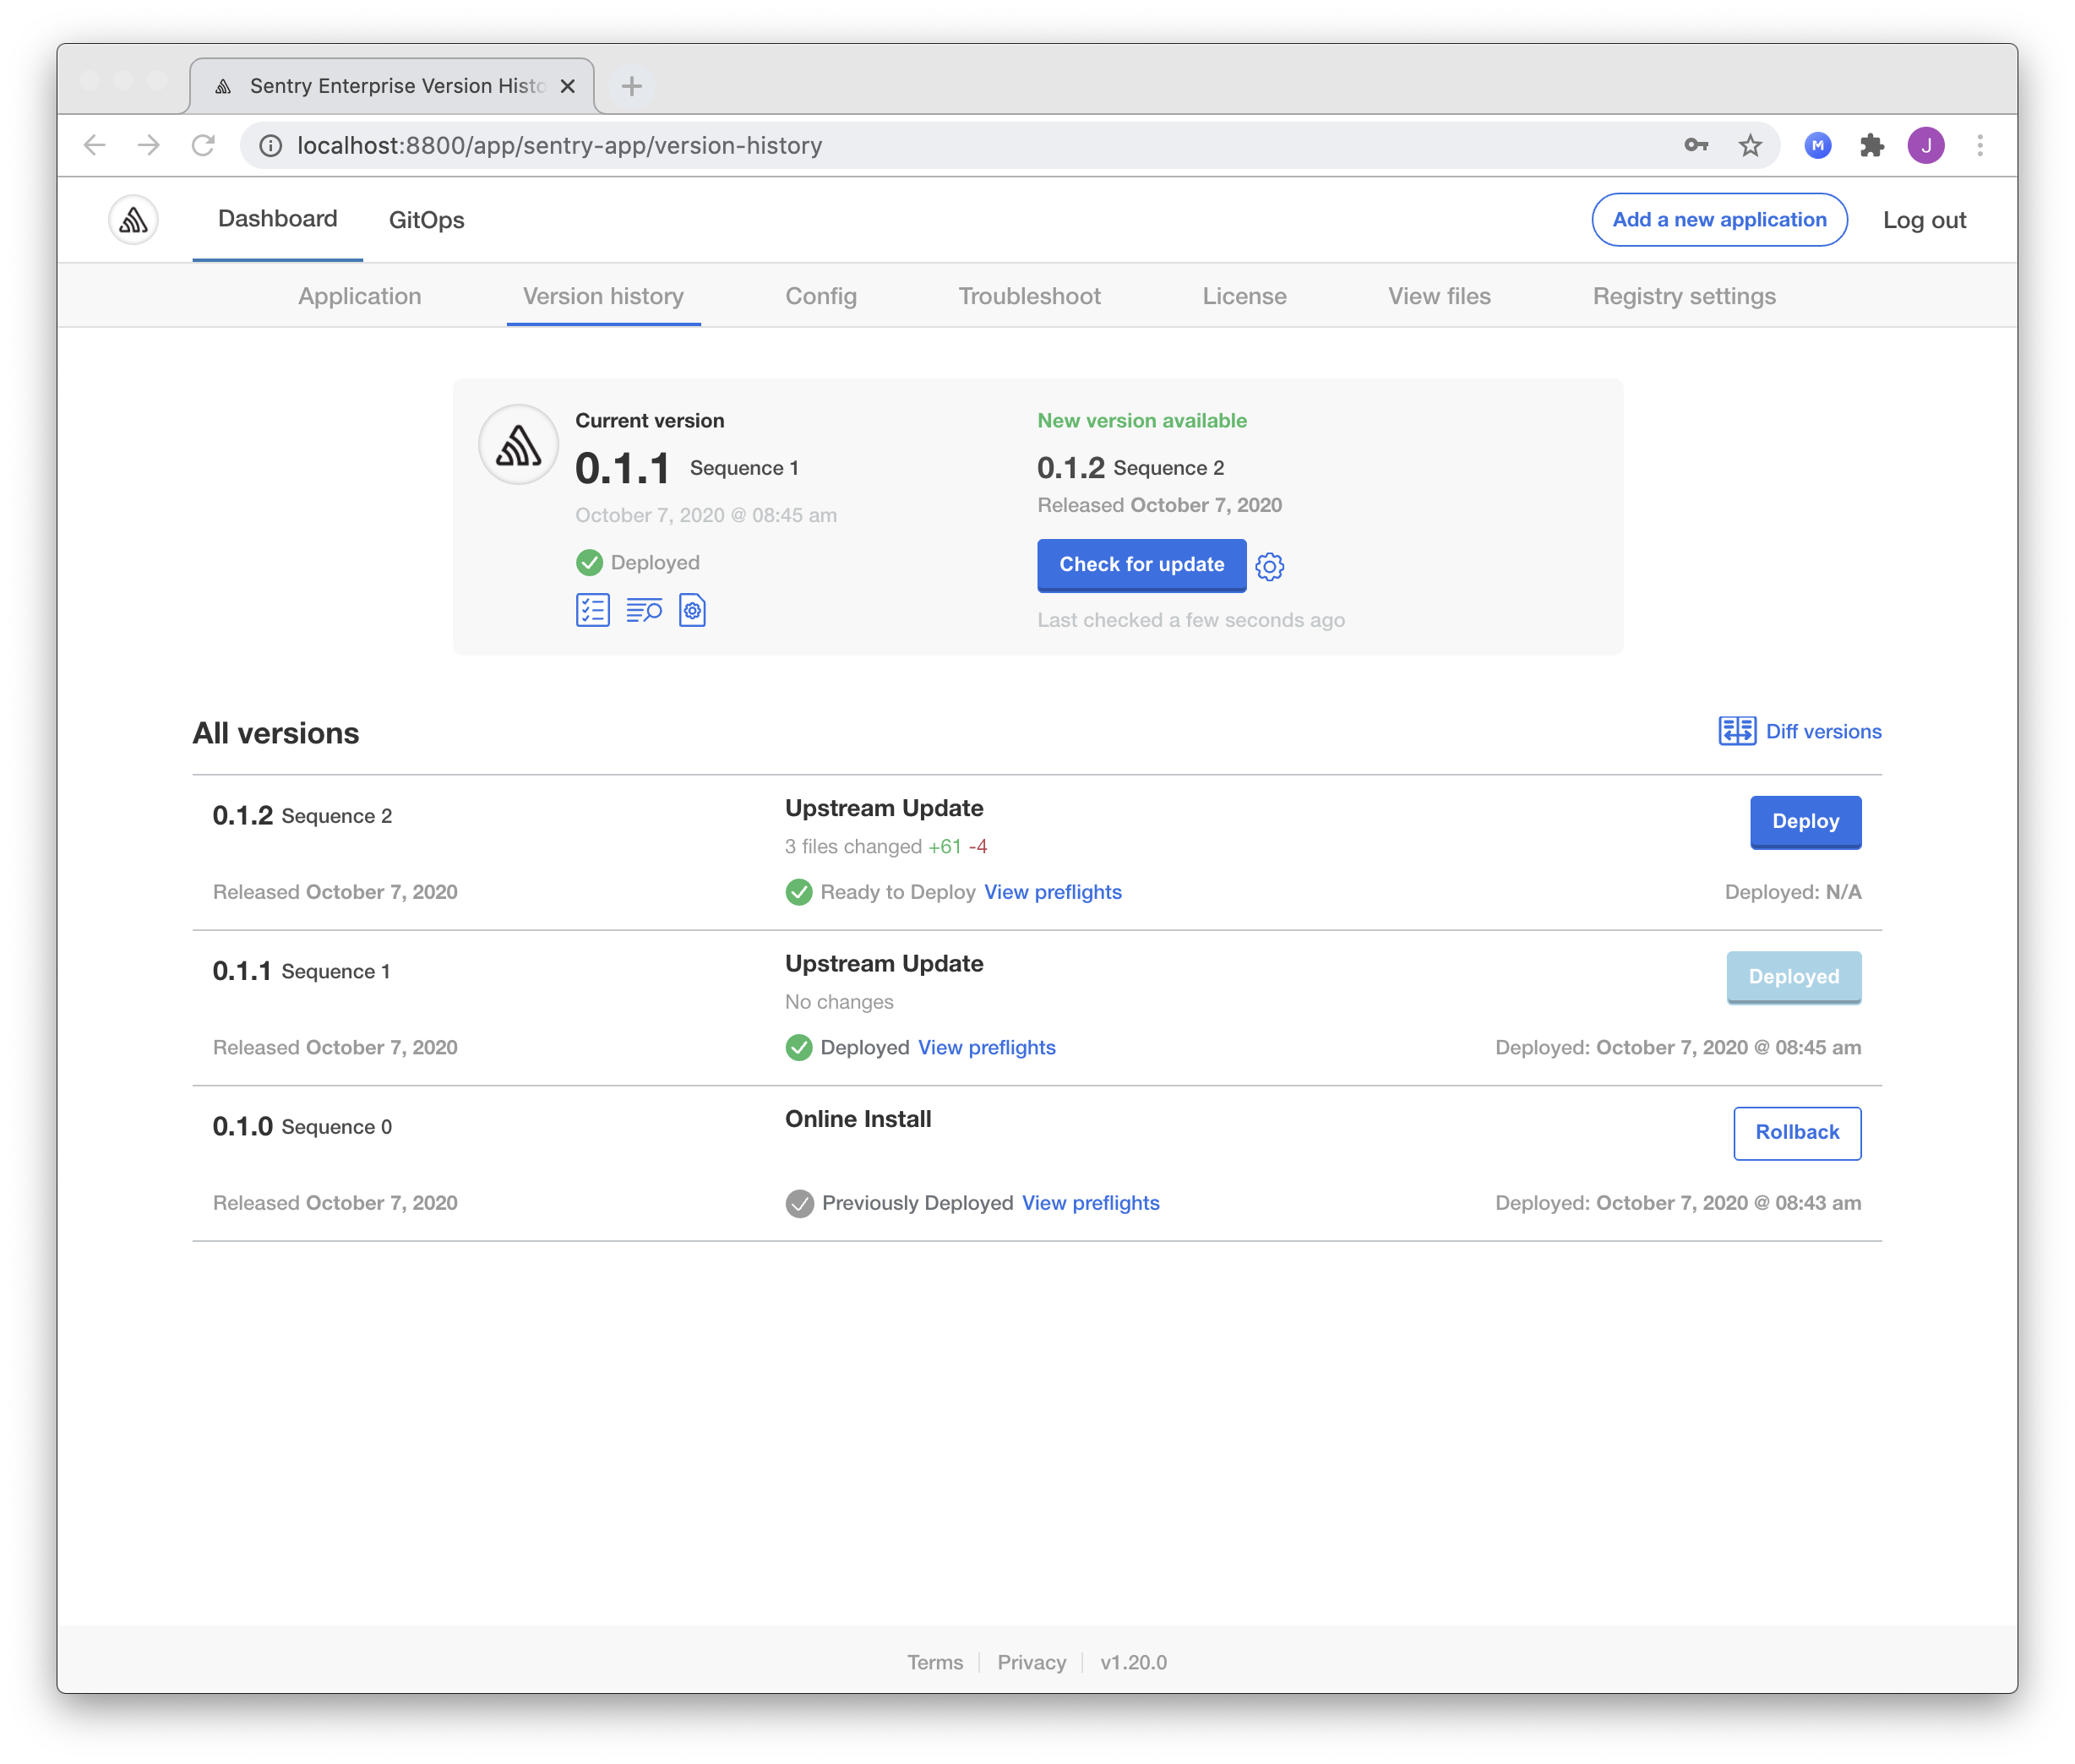 Sentry Enterprise Version Histo
localhost:8800/app/sentry-app/version-history
M
J
Dashboard
GitOps
Add a new application
Log out
Application
Version history
Config
Troubleshoot
License
View files
Registry settings
Current version
0.1.1 Sequence 1
October 7, 2020 @ 08:45 am
Deployed
New version available
0.1.2 Sequence 2
Released October 7, 2020
Check for update
Last checked a few seconds ago
All versions
Diff versions
0.1.2 Sequence 2
Upstream Update
Deploy
3 files changed +61 -4
Released October 7, 2020
Ready to Deploy View preflights
Deployed: N/A
0.1.1 Sequence 1
Upstream Update
Deployed
No changes
Released October 7, 2020
Deployed View preflights
Deployed: October 7, 2020 @ 08:45 am
0.1.0 Sequence 0
Online Install
Rollback
Released October 7, 2020
Previously Deployed View preflights
Deployed: October 7, 2020 @ 08:43 am
Terms
Privacy
v1.20.0